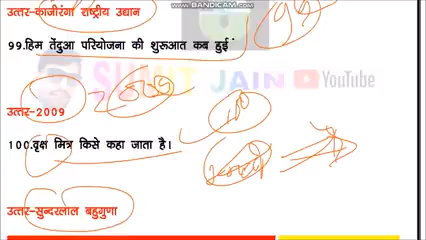 WWW.BANDICAM.COM
उत्तर-काजीरंगा राष्ट्रीय उद्यान
99.हिम तेंदुआ परियोजना की शुरूआत कब हुई
SUMIT JAIN YouTube
उत्तर-2009
100.वृक्ष मित्र किसे कहा जाता है।
उत्तर-सुन्दरलाल बहुगुणा